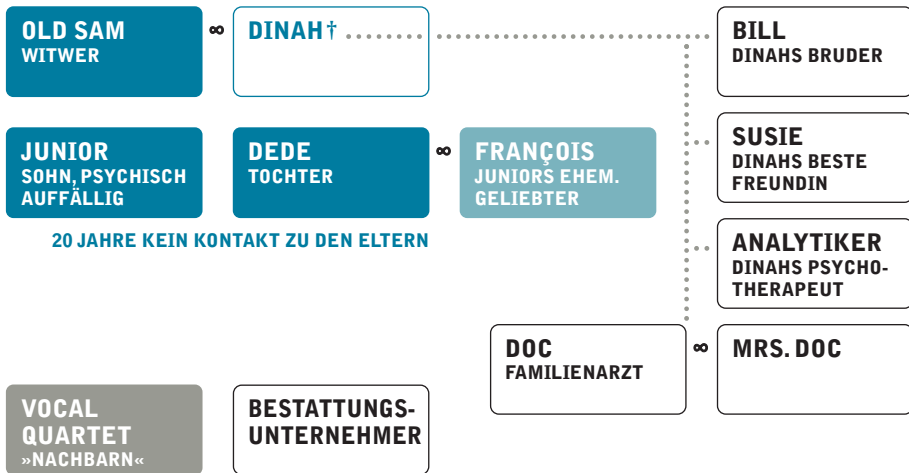 OLD SAM
WITWER
∞
DINAH †
BILL
DINAHS BRUDER
JUNIOR
SOHN, PSYCHISCH
AUFFÄLLIG
DEDE
TOCHTER
∞
FRANÇOIS
JUNIORS EHEM.
GELIEBTER
SUSIE
DINAHS BESTE
FREUNDIN
20 JAHRE KEIN KONTAKT ZU DEN ELTERN
ANALYTIKER
DINAHS PSYCHO-
THERAPEUT
DOC
FAMILIENARZT
∞
MRS. DOC
VOCAL
QUARTET
»NACHBARN«
BESTATTUNGS-
UNTERNEHMER